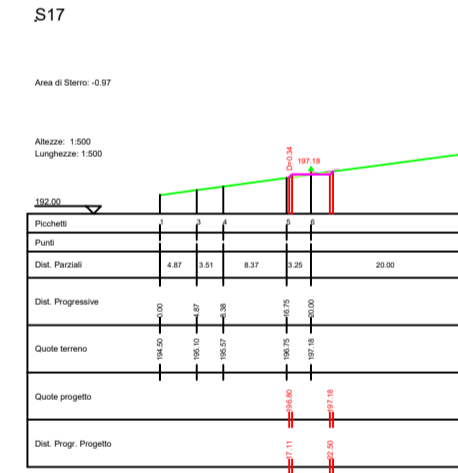 S17
Area di Sterro: -0.97
Altezze: 1:500
Lunghezze: 1:500
D=0.34
197.18
192.00
Picchetti 1 3 4 5 6
Punti
Dist. Parziali 4.87 3.51 8.37 3.25 20.00
Dist. Progressive 0.00 4.87 8.38 16.75 20.00
Quote terreno 194.50 195.10 195.57 196.75 197.18
Quote progetto 196.80 197.18
Dist. Progr. Progetto 17.11 22.50